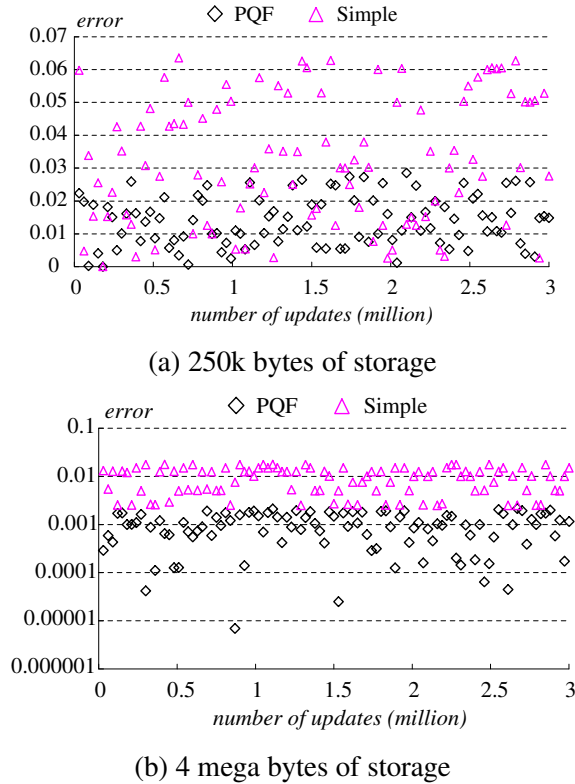 error
PQF Simple
0.07
0.06
0.05
0.04
0.03
0.02
0.01
0
0 0.5 1 1.5 2 2.5 3
number of updates (million)
(a) 250k bytes of storage
error
PQF Simple
0.1
0.01
0.001
0.0001
0.00001
0.000001
0 0.5 1 1.5 2 2.5 3
number of updates (million)
(b) 4 mega bytes of storage